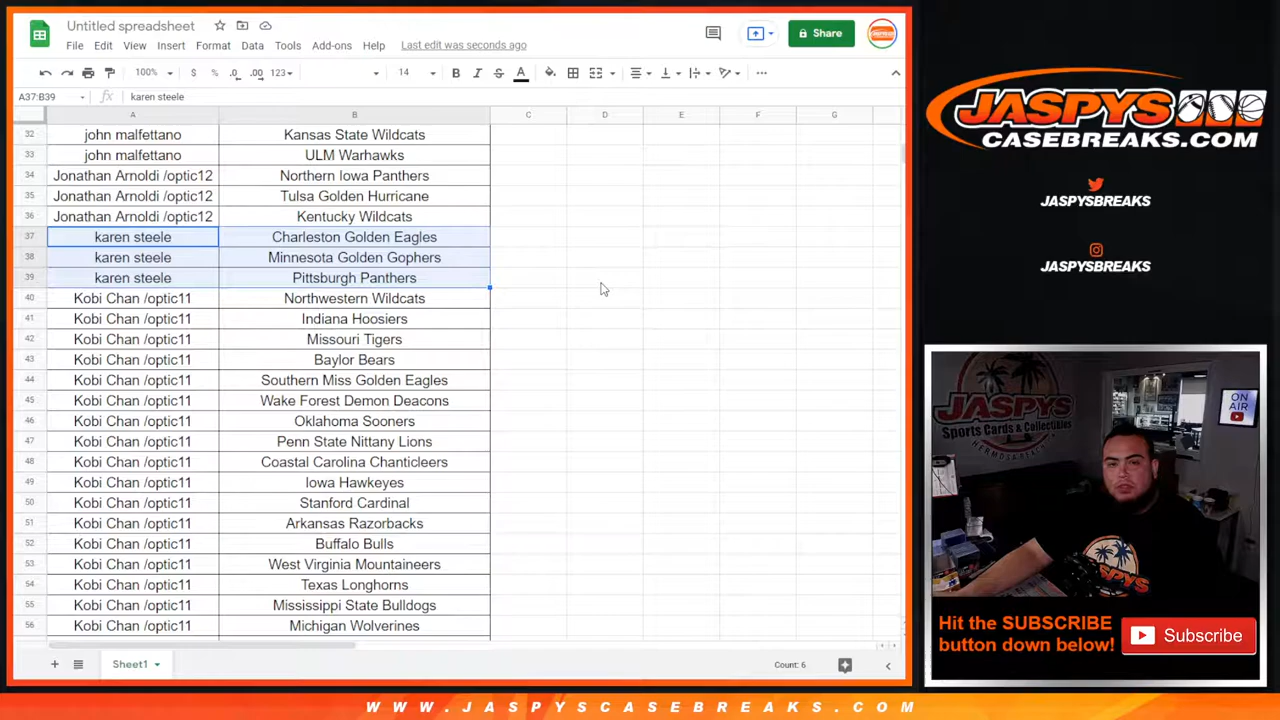 Untitled spreadsheet
File Edit View Insert Format Data Tools Add-ons Help Last edit was seconds ago
Share
100% $ % .0 .00 123 14 B I S A
A37:B39 fx karen steele
A B C D E F G
32 john malfettano Kansas State Wildcats
33 john malfettano ULM Warhawks
34 Jonathan Arnoldi /optic12 Northern Iowa Panthers
35 Jonathan Arnoldi /optic12 Tulsa Golden Hurricane
36 Jonathan Arnoldi /optic12 Kentucky Wildcats
37 karen steele Charleston Golden Eagles
38 karen steele Minnesota Golden Gophers
39 karen steele Pittsburgh Panthers
40 Kobi Chan /optic11 Northwestern Wildcats
41 Kobi Chan /optic11 Indiana Hoosiers
42 Kobi Chan /optic11 Missouri Tigers
43 Kobi Chan /optic11 Baylor Bears
44 Kobi Chan /optic11 Southern Miss Golden Eagles
45 Kobi Chan /optic11 Wake Forest Demon Deacons
46 Kobi Chan /optic11 Oklahoma Sooners
47 Kobi Chan /optic11 Penn State Nittany Lions
48 Kobi Chan /optic11 Coastal Carolina Chanticleers
49 Kobi Chan /optic11 Iowa Hawkeyes
50 Kobi Chan /optic11 Stanford Cardinal
51 Kobi Chan /optic11 Arkansas Razorbacks
52 Kobi Chan /optic11 Buffalo Bulls
53 Kobi Chan /optic11 West Virginia Mountaineers
54 Kobi Chan /optic11 Texas Longhorns
55 Kobi Chan /optic11 Mississippi State Bulldogs
56 Kobi Chan /optic11 Michigan Wolverines
Sheet1 Count: 6
JASPYS
CASEBREAKS.COM
JASPYSBREAKS
JASPYSBREAKS
JASPYS
Sports Cards & Collectibles
HERMOSA BEACH
ON
AIR
JASPYS
Hit the SUBSCRIBE
button down below!
Subscribe
WWW.JASPYSCASEBREAKS.COM